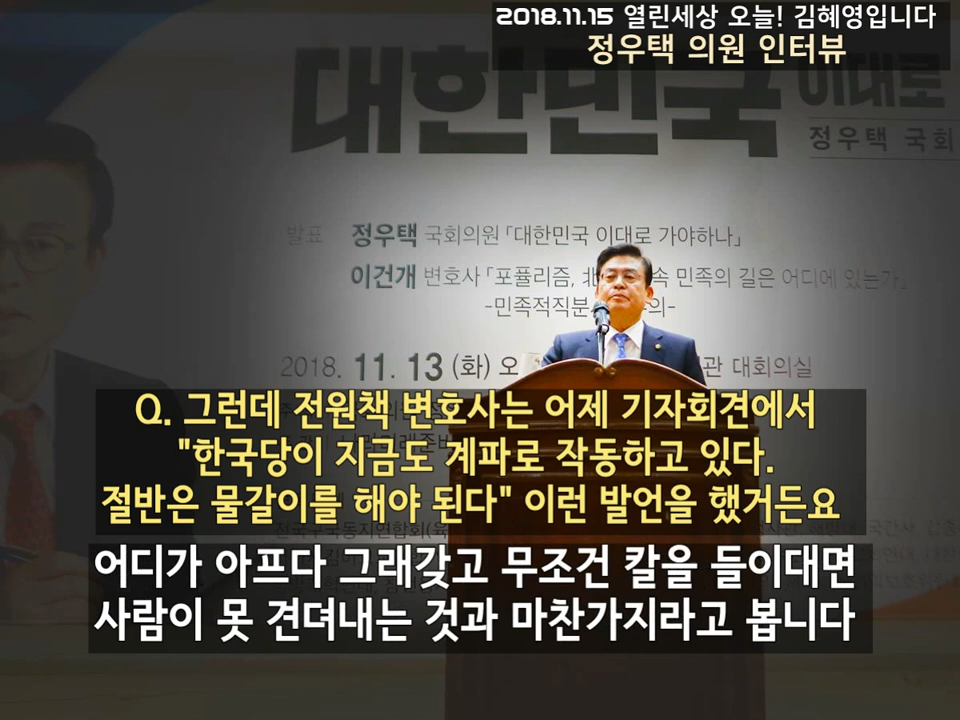 2018.11.15 열린세상 오늘! 김혜영입니다
정우택 의원 인터뷰
대한민국 이대로
정우택 국회
발표 정우택 국회의원 「대한민국 이대로 가야하나」
이건개 변호사 「포퓰리즘, 北 속 민족의 길은 어디에 있는가」
-민족적직분 의-
2018. 11. 13 (화) 오 관 대회의실
Q. 그런데 전원책 변호사는 어제 기자회견에서
"한국당이 지금도 계파로 작동하고 있다.
절반은 물갈이를 해야 된다" 이런 발언을 했거든요
어디가 아프다 그래갖고 무조건 칼을 들이대면
사람이 못 견뎌내는 것과 마찬가지라고 봅니다